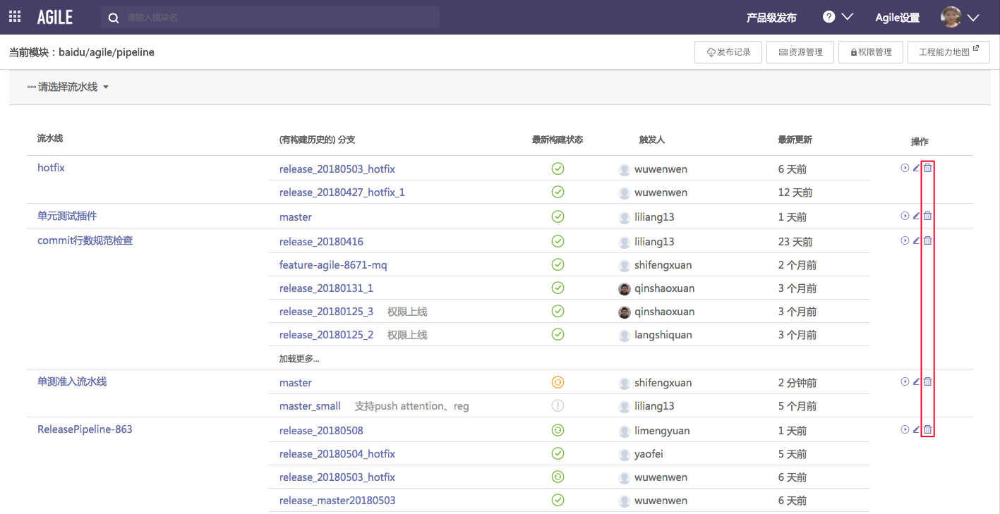 AGILE 请输入模块名 产品级发布 Agile设置
当前模块：baidu/agile/pipeline 发布记录 资源管理 权限管理 工程能力地图
请选择流水线
流水线 (有构建历史的) 分支 最新构建状态 触发人 最新更新 操作
hotfix release_20180503_hotfix wuwenwen 6 天前
release_20180427_hotfix_1 wuwenwen 12 天前
单元测试插件 master liliang13 1 天前
commit行数规范检查 release_20180416 liliang13 23 天前
feature-agile-8671-mq shifengxuan 2 个月前
release_20180131_1 qinshaoxuan 3 个月前
release_20180125_3 权限上线 qinshaoxuan 3 个月前
release_20180125_2 权限上线 langshiquan 3 个月前
加载更多...
单测准入流水线 master shifengxuan 2 分钟前
master_small 支持push attention、reg liliang13 5 个月前
ReleasePipeline-863 release_20180508 limengyuan 1 天前
release_20180504_hotfix yaofei 5 天前
release_20180503_hotfix wuwenwen 6 天前
release_master20180503 wuwenwen 6 天前